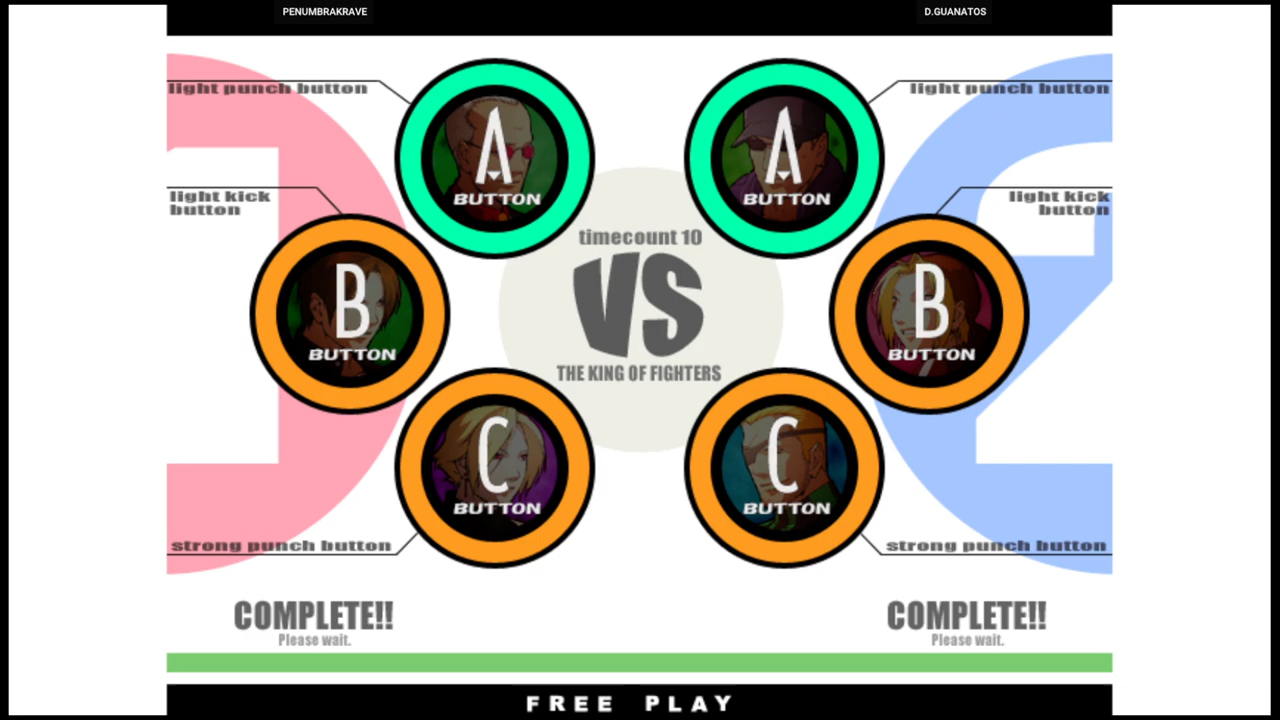 PENUMBRAKRAVE
D.GUANATOS
light punch button
light punch button
A
BUTTON
A
BUTTON
light kick
button
light kick
button
timecount 10
VS
THE KING OF FIGHTERS
B
BUTTON
B
BUTTON
C
BUTTON
C
BUTTON
strong punch button
strong punch button
COMPLETE!!
Please wait.
COMPLETE!!
Please wait.
FREE PLAY